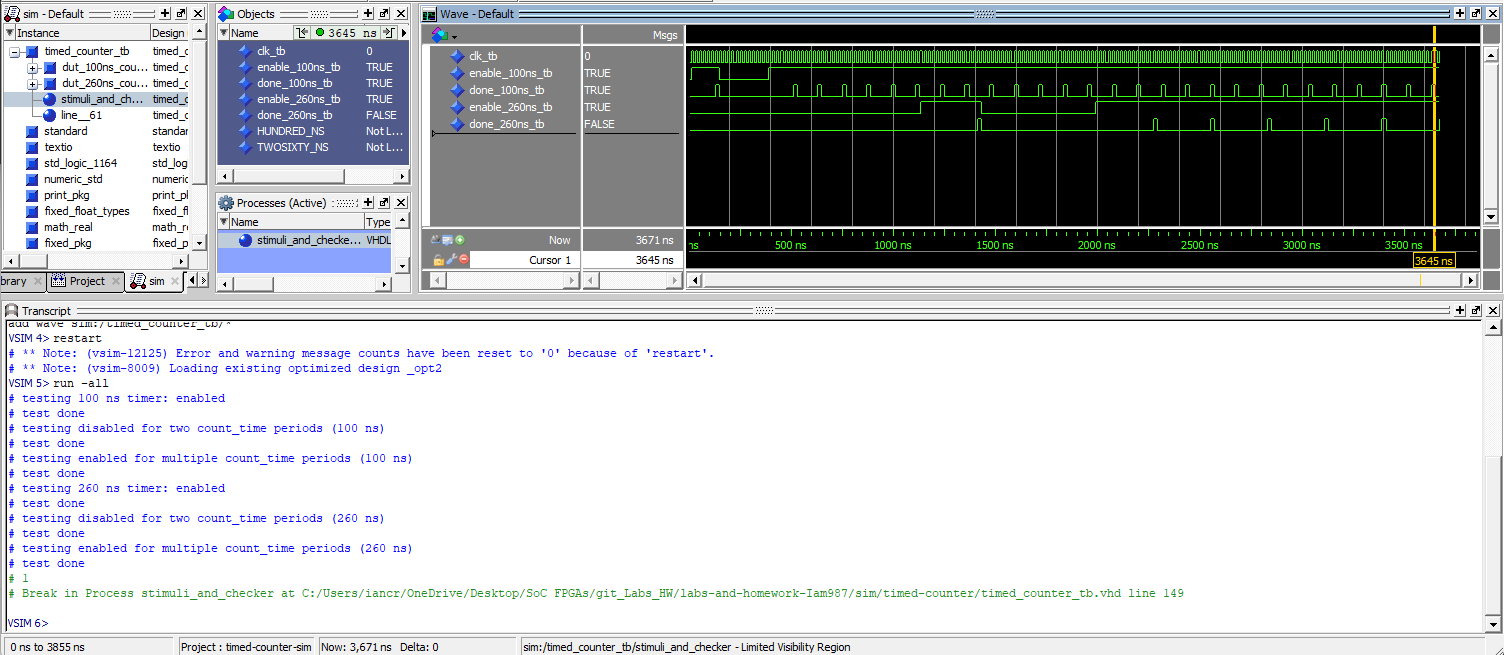 sim - Default
Instance Design
timed_counter_tb timed_c
dut_100ns_cou... timed_c
dut_260ns_cou... timed_c
stimuli_and_ch... timed_c
line__61 timed_c
standard standar
textio textio
std_logic_1164 std_log
numeric_std numeric
print_pkg print_pl
fixed_float_types fixed_fl
math_real math_r
fixed_pkg fixed_p
brary Project sim
Objects
Name 3645 ns
clk_tb 0
enable_100ns_tb TRUE
done_100ns_tb TRUE
enable_260ns_tb TRUE
done_260ns_tb FALSE
HUNDRED_NS Not L...
TWOSIXTY_NS Not L...
Processes (Active)
Name Type
stimuli_and_checke... VHDL
Wave - Default
Msgs
clk_tb 0
enable_100ns_tb TRUE
done_100ns_tb TRUE
enable_260ns_tb TRUE
done_260ns_tb FALSE
Now 3671 ns
Cursor 1 3645 ns
ns 500 ns 1000 ns 1500 ns 2000 ns 2500 ns 3000 ns 3500 ns
3645 ns
Transcript
add wave sim:/timed_counter_tb/*
VSIM 4> restart
# ** Note: (vsim-12125) Error and warning message counts have been reset to '0' because of 'restart'.
# ** Note: (vsim-8009) Loading existing optimized design _opt2
VSIM 5> run -all
# testing 100 ns timer: enabled
# test done
# testing disabled for two count_time periods (100 ns)
# test done
# testing enabled for multiple count_time periods (100 ns)
# test done
# testing 260 ns timer: enabled
# test done
# testing disabled for two count_time periods (260 ns)
# test done
# testing enabled for multiple count_time periods (260 ns)
# test done
# 1
# Break in Process stimuli_and_checker at C:/Users/iancr/OneDrive/Desktop/SoC FPGAs/git_Labs_HW/labs-and-homework-Iam987/sim/timed-counter/timed_counter_tb.vhd line 149
VSIM 6>
0 ns to 3855 ns Project : timed-counter-sim Now: 3,671 ns Delta: 0 sim:/timed_counter_tb/stimuli_and_checker - Limited Visibility Region